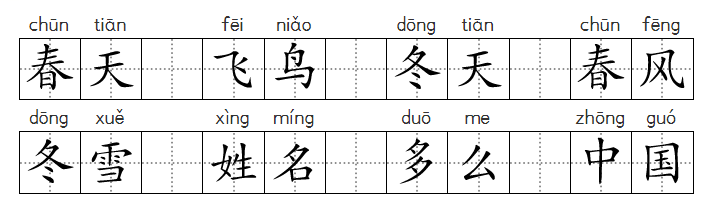 chūn tiān fēi niǎo dōng tiān chūn fēng
春天 飞鸟 冬天 春风
dōng xuě xìng míng duō me zhōng guó
冬雪 姓名 多么 中国